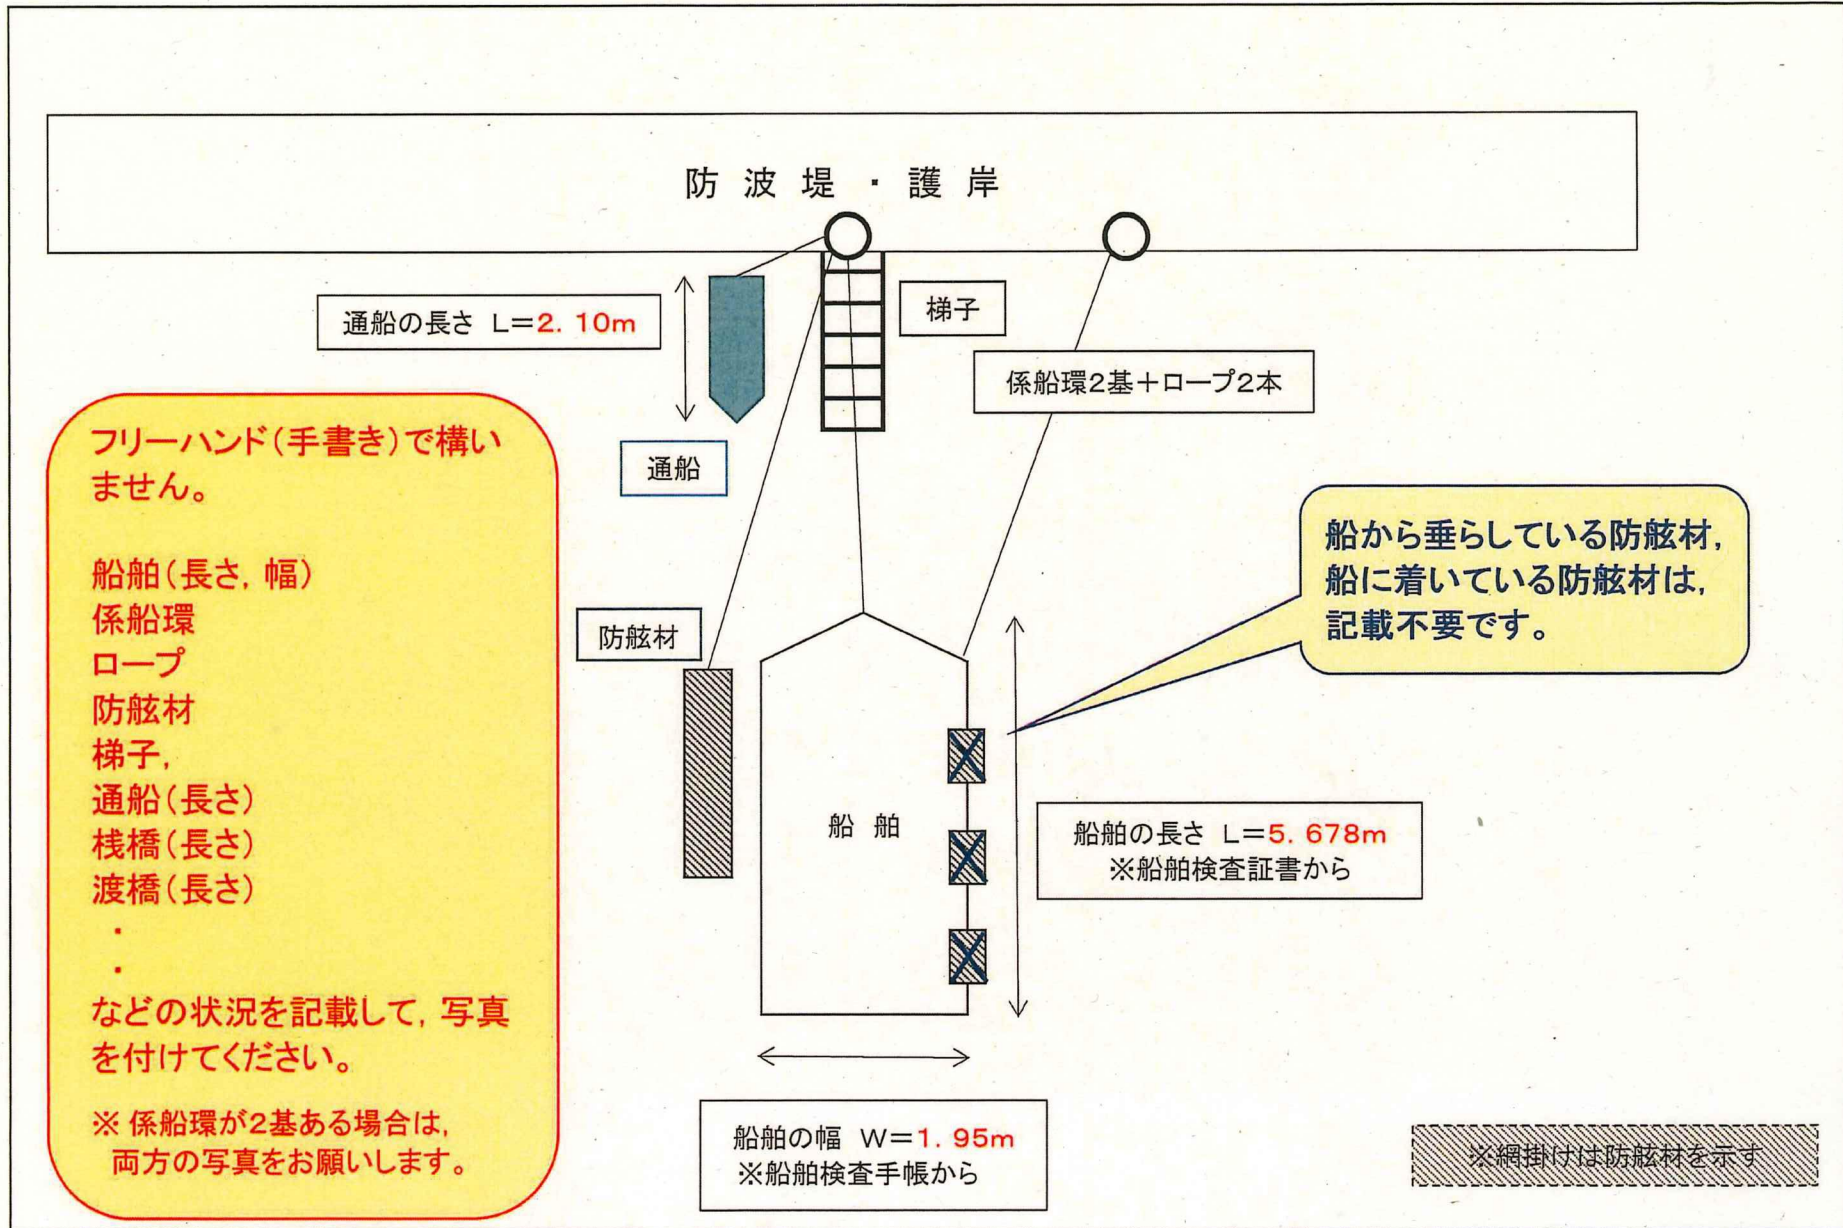 防波堤・護岸
通船の長さ L=2.10m
梯子
係船環2基+ロープ2本
通船
フリーハンド(手書き)で構い
ません。
船舶(長さ,幅)
係船環
ロープ
防舷材
梯子,
通船(長さ)
桟橋(長さ)
渡橋(長さ)
・
・
などの状況を記載して,写真
を付けてください。
※ 係船環が2基ある場合は,
両方の写真をお願いします。
防舷材
船から垂らしている防舷材,
船に着いている防舷材は,
記載不要です。
船舶
船舶の長さ L=5.678m
※船舶検査証書から
船舶の幅 W=1.95m
※船舶検査手帳から
※網掛けは防舷材を示す